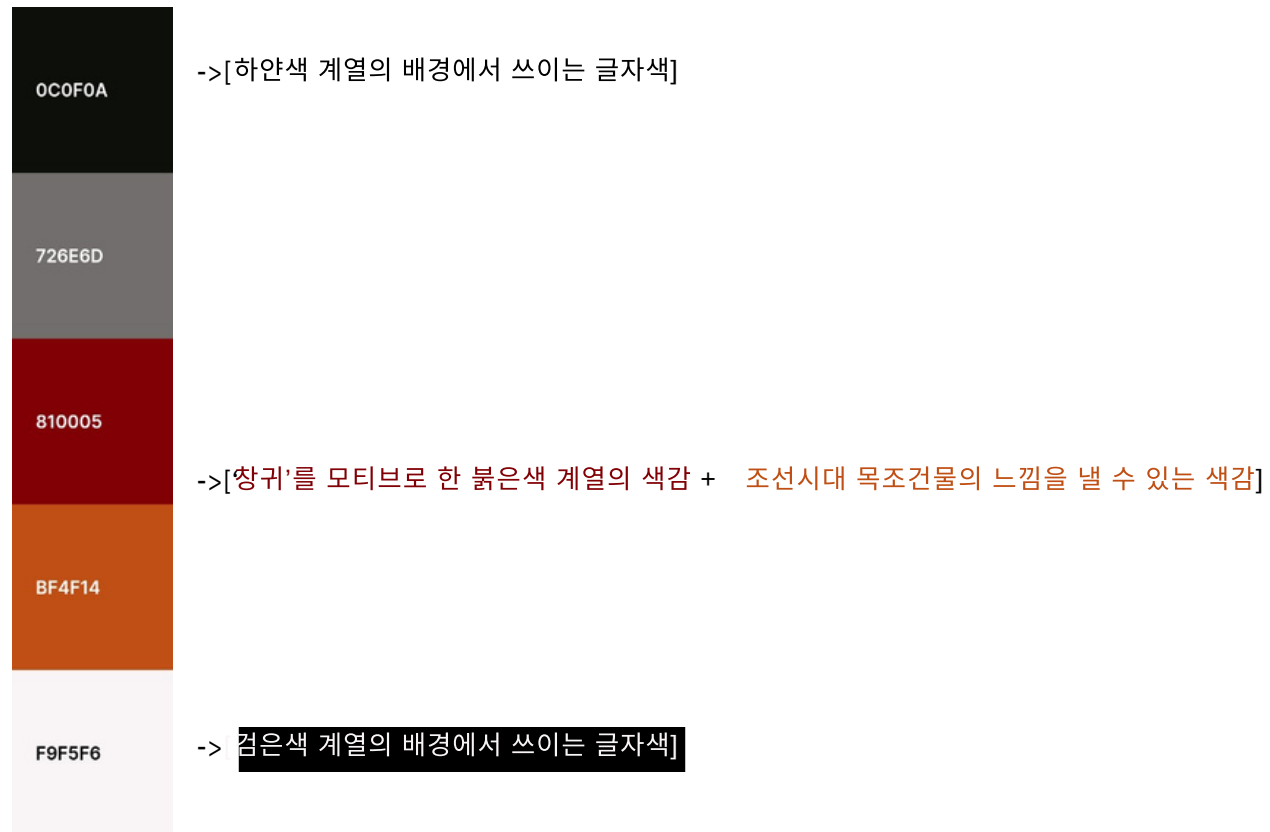 0C0F0A
->[하얀색 계열의 배경에서 쓰이는 글자색]
726E6D
810005
->[‘창귀’를 모티브로 한 붉은색 계열의 색감 + 조선시대 목조건물의 느낌을 낼 수 있는 색감]
BF4F14
F9F5F6
->[검은색 계열의 배경에서 쓰이는 글자색]